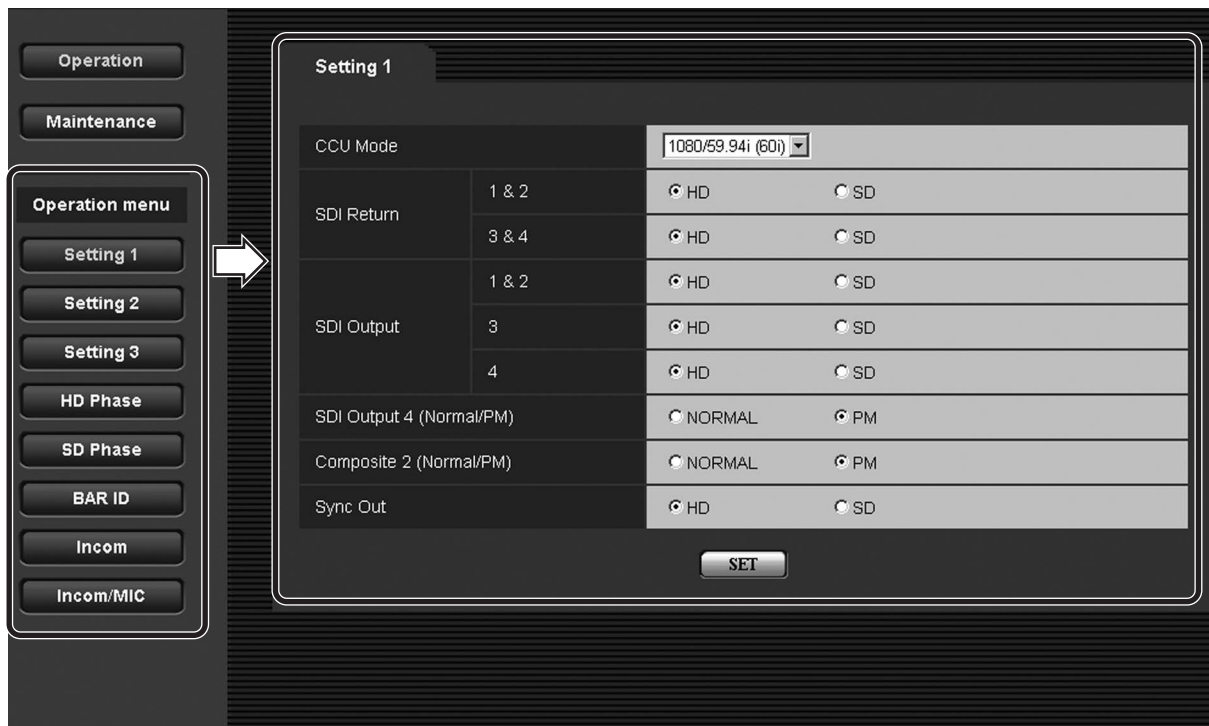 Operation
Maintenance
Operation menu
Setting 1
Setting 2
Setting 3
HD Phase
SD Phase
BAR ID
Incom
Incom/MIC
Setting 1
CCU Mode 1080/59.94i (60i)
SDI Return
1 & 2 HD SD
3 & 4 HD SD
SDI Output
1 & 2 HD SD
3 HD SD
4 HD SD
SDI Output 4 (Normal/PM) NORMAL PM
Composite 2 (Normal/PM) NORMAL PM
Sync Out HD SD
SET